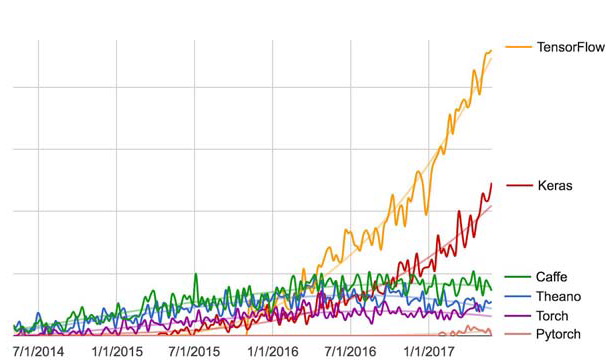 TensorFlow
Keras
Caffe
Theano
Torch
Pytorch
7/1/2014 1/1/2015 7/1/2015 1/1/2016 7/1/2016 1/1/2017